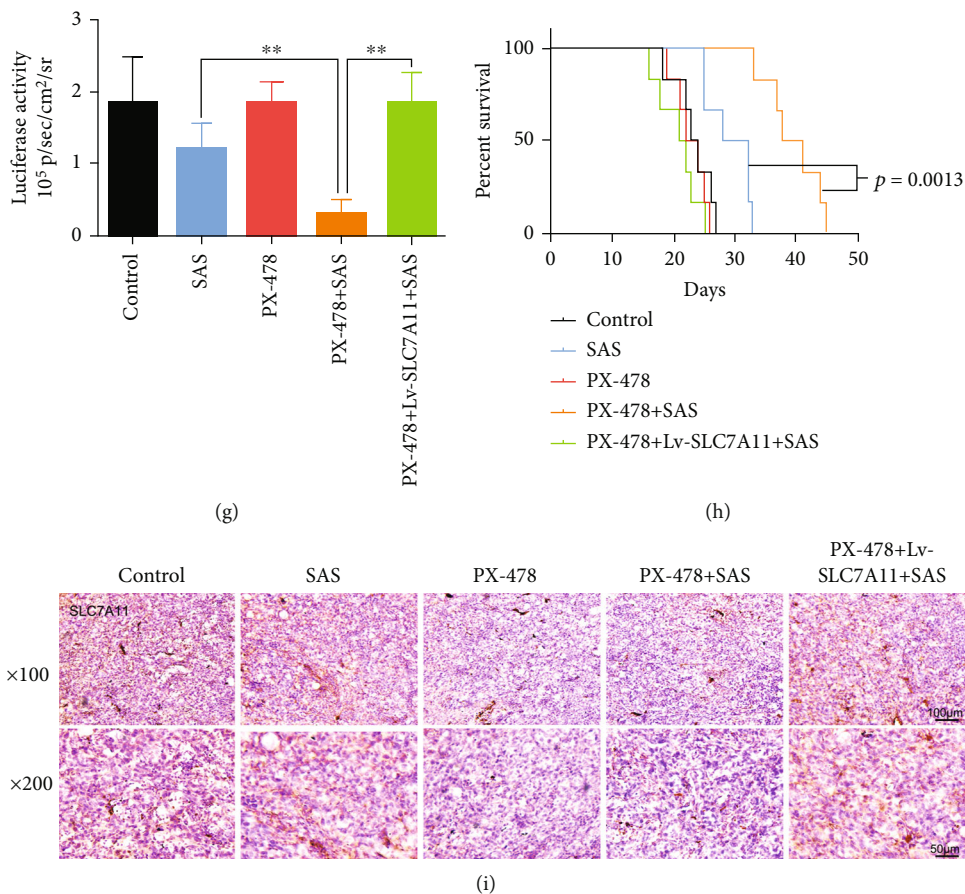 Luciferase activity
10⁵ p/sec/cm²/sr
3
2
1
0
**
**
Control
SAS
PX-478
PX-478+SAS
PX-478+Lv-SLC7A11+SAS
(g)
Percent survival
100
50
0
0 10 20 30 40 50
Days
p = 0.0013
Control
SAS
PX-478
PX-478+SAS
PX-478+Lv-SLC7A11+SAS
(h)
Control
SAS
PX-478
PX-478+SAS
PX-478+Lv-
SLC7A11+SAS
SLC7A11
×100
100μm
×200
50μm
(i)